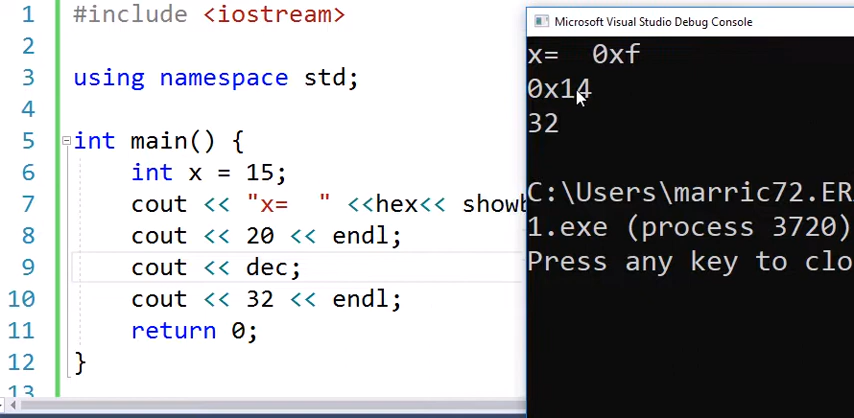 1 #include <iostream>
2
3 using namespace std;
4
5 int main() {
6 int x = 15;
7 cout << "x=  " <<hex<< showb
8 cout << 20 << endl;
9 cout << dec;
10 cout << 32 << endl;
11 return 0;
12 }
13
Microsoft Visual Studio Debug Console
x=  0xf
0x14
32
C:\Users\marric72.ER
1.exe (process 3720)
Press any key to clo